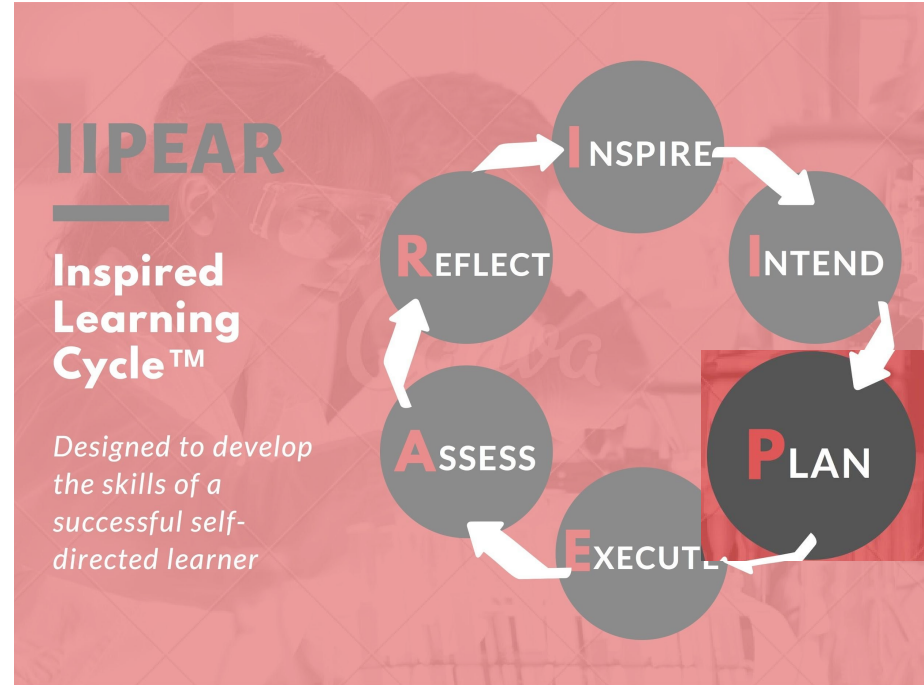 IIPEAR
Inspired
Learning
Cycle™
Designed to develop
the skills of a
successful self-
directed learner
INSPIRE
INTEND
PLAN
EXECUTE
ASSESS
REFLECT
Canva